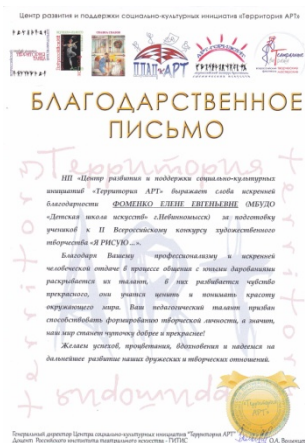 Центр развития и поддержки социально-культурных инициатив «Территория АРТ»
ПЛАП АРТ
БЛАГОДАРСТВЕННОЕ
ПИСЬМО
Территория
НП «Центр развития и поддержки социально-культурных
инициатив «Территория АРТ» выражает слова искренней
благодарности ФОМЕНКО ЕЛЕНЕ ЕВГЕНЬЕВНЕ (МБУДО
«Детская школа искусств» г.Невинномысск) за подготовку
учеников к II Всероссийскому конкурсу художественного
творчества «Я РИСУЮ…».
Благодаря Вашему профессионализму и искренней
человеческой отдаче в процессе общения с юными дарованиями
раскрывается их талант, в них развивается чувство
прекрасного, они учатся ценить и понимать красоту
окружающего мира. Ваш педагогический талант призван
способствовать формированию творческой личности, а значит,
наш мир станет чуточку добрее и прекраснее!
Желаем успехов, процветания, вдохновения и надеемся на
дальнейшее развитие наших дружеских и творческих отношений.
«Территория
АРТ»
Генеральный директор Центра социально-культурных инициатив "Территория АРТ"
Доцент Российского института театрального искусства - ГИТИС
О.А.